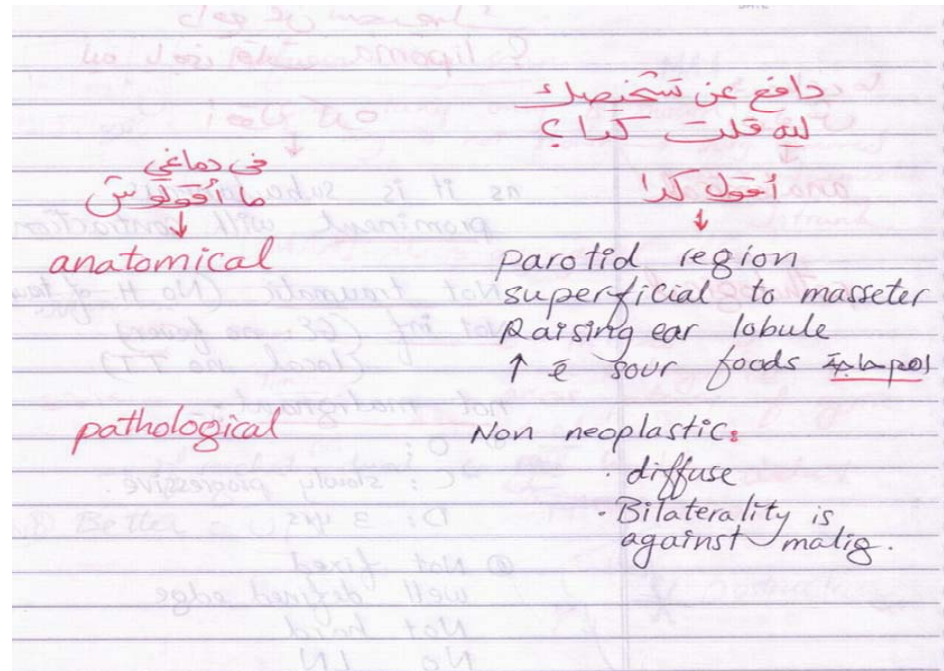 دافع عن تشخيصك
ليه قلت كدا؟
أقول كدا
في دماغي
ما أقولوش
↓
↓
anatomical
parotid region
superficial to masseter
Raising ear lobule
↑ ē sour foods اهم حاجة
pathological
Non neoplastic:
· diffuse
· Bilaterality is
against malig.